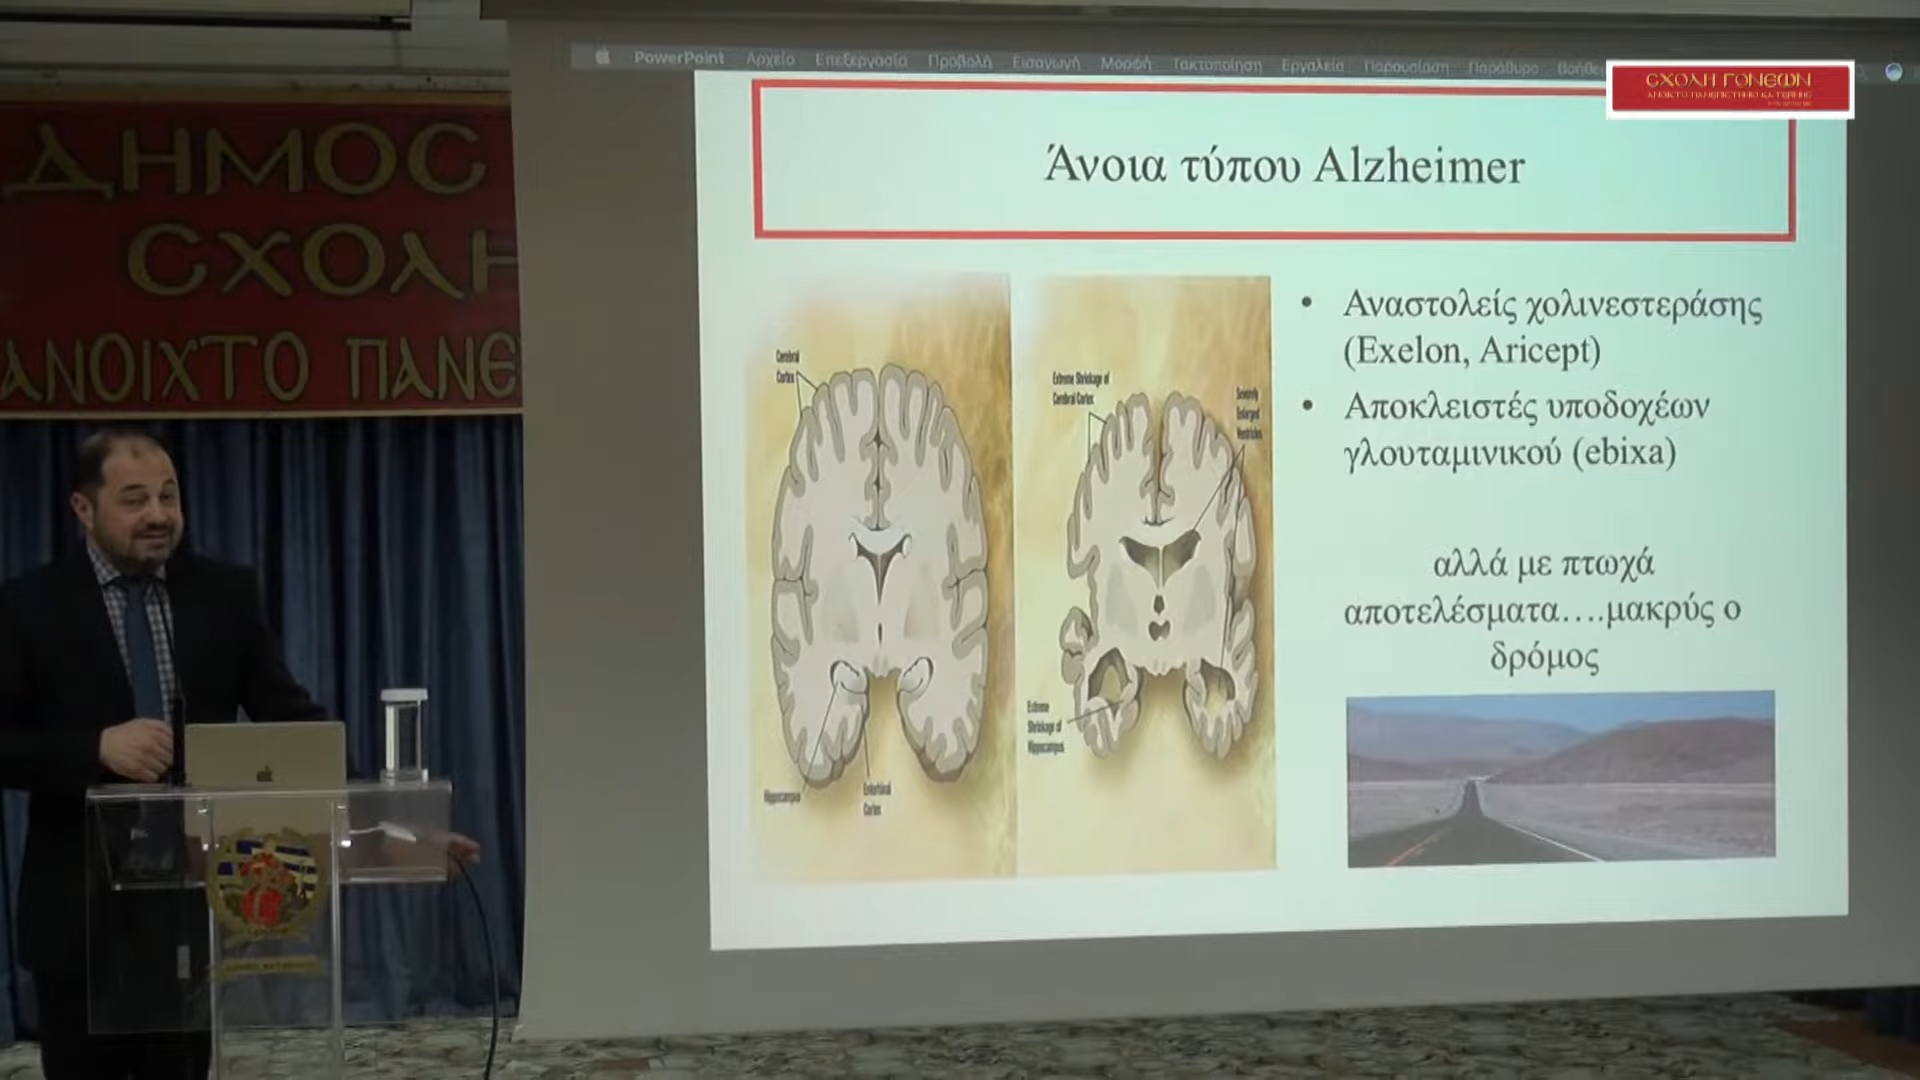 PowerPoint Αρχείο Επεξεργασία Προβολή Εισαγωγή Μορφή Τακτοποίηση Εργαλεία Παρουσίαση Παράθυρο
ΣΧΟΛΗ ΓΟΝΕΩΝ
ΔΗΜΟΣ
ΣΧΟΛΗ
ΑΝΟΙΧΤΟ ΠΑΝΕ
Άνοια τύπου Alzheimer
Cerebral
Cortex
Hippocampus
Entorhinal
Cortex
Extreme Shrinkage of
Cerebral Cortex
Severely
Enlarged
Ventricles
Extreme
Shrinkage of
Hippocampus
• Αναστολείς χολινεστεράσης
(Exelon, Aricept)
• Αποκλειστές υποδοχέων
γλουταμινικού (ebixa)
αλλά με πτωχά
αποτελέσματα….μακρύς ο
δρόμος